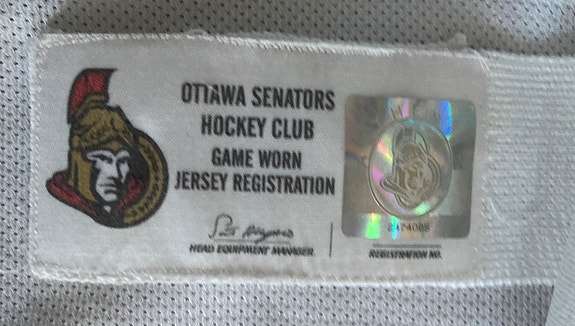 OTTAWA SENATORS
HOCKEY CLUB
GAME WORN
JERSEY REGISTRATION
HEAD EQUIPMENT MANAGER
REGISTRATION NO.